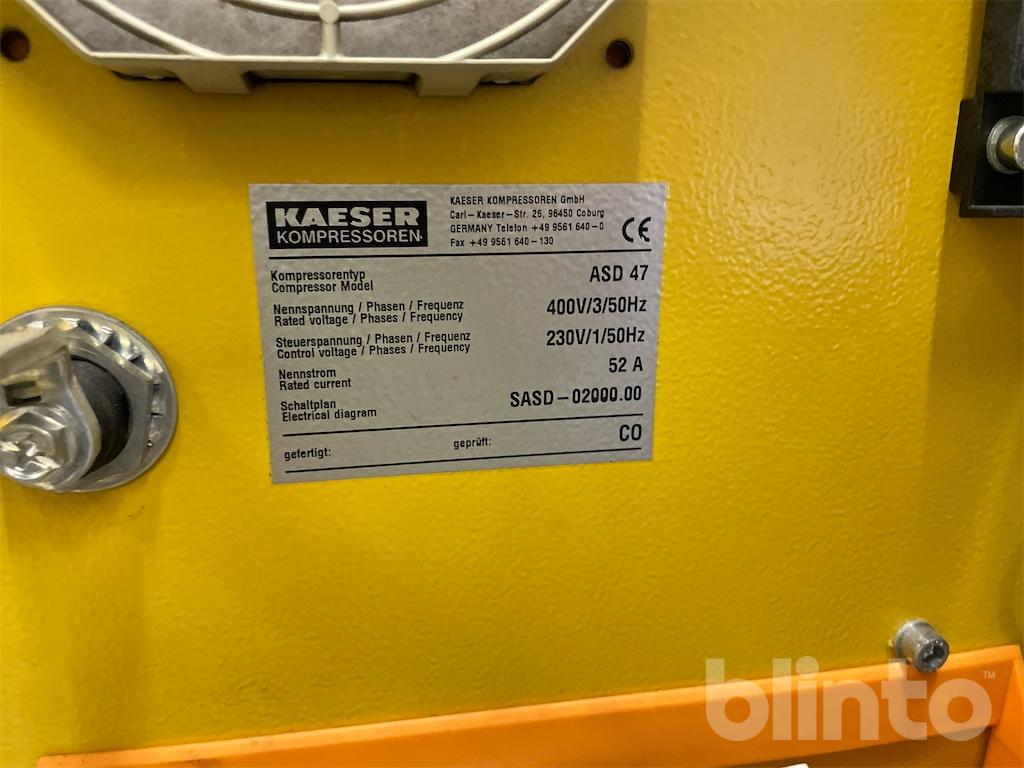 KAESER
KOMPRESSOREN
KAESER KOMPRESSOREN GmbH
Carl-Kaeser-Str. 26, 96450 Coburg
GERMANY Telefon +49 9561 640-0
Fax +49 9561 640-130
CE
Kompressorentyp
Compressor Model
ASD 47
Nennspannung / Phasen / Frequenz
Rated voltage / Phases / Frequency
400V/3/50Hz
Steuerspannung / Phasen / Frequenz
Control voltage / Phases / Frequency
230V/1/50Hz
Nennstrom
Rated current
52 A
Schaltplan
Electrical diagram
SASD-02000.00
gefertigt:
geprüft:
CO
blinto™